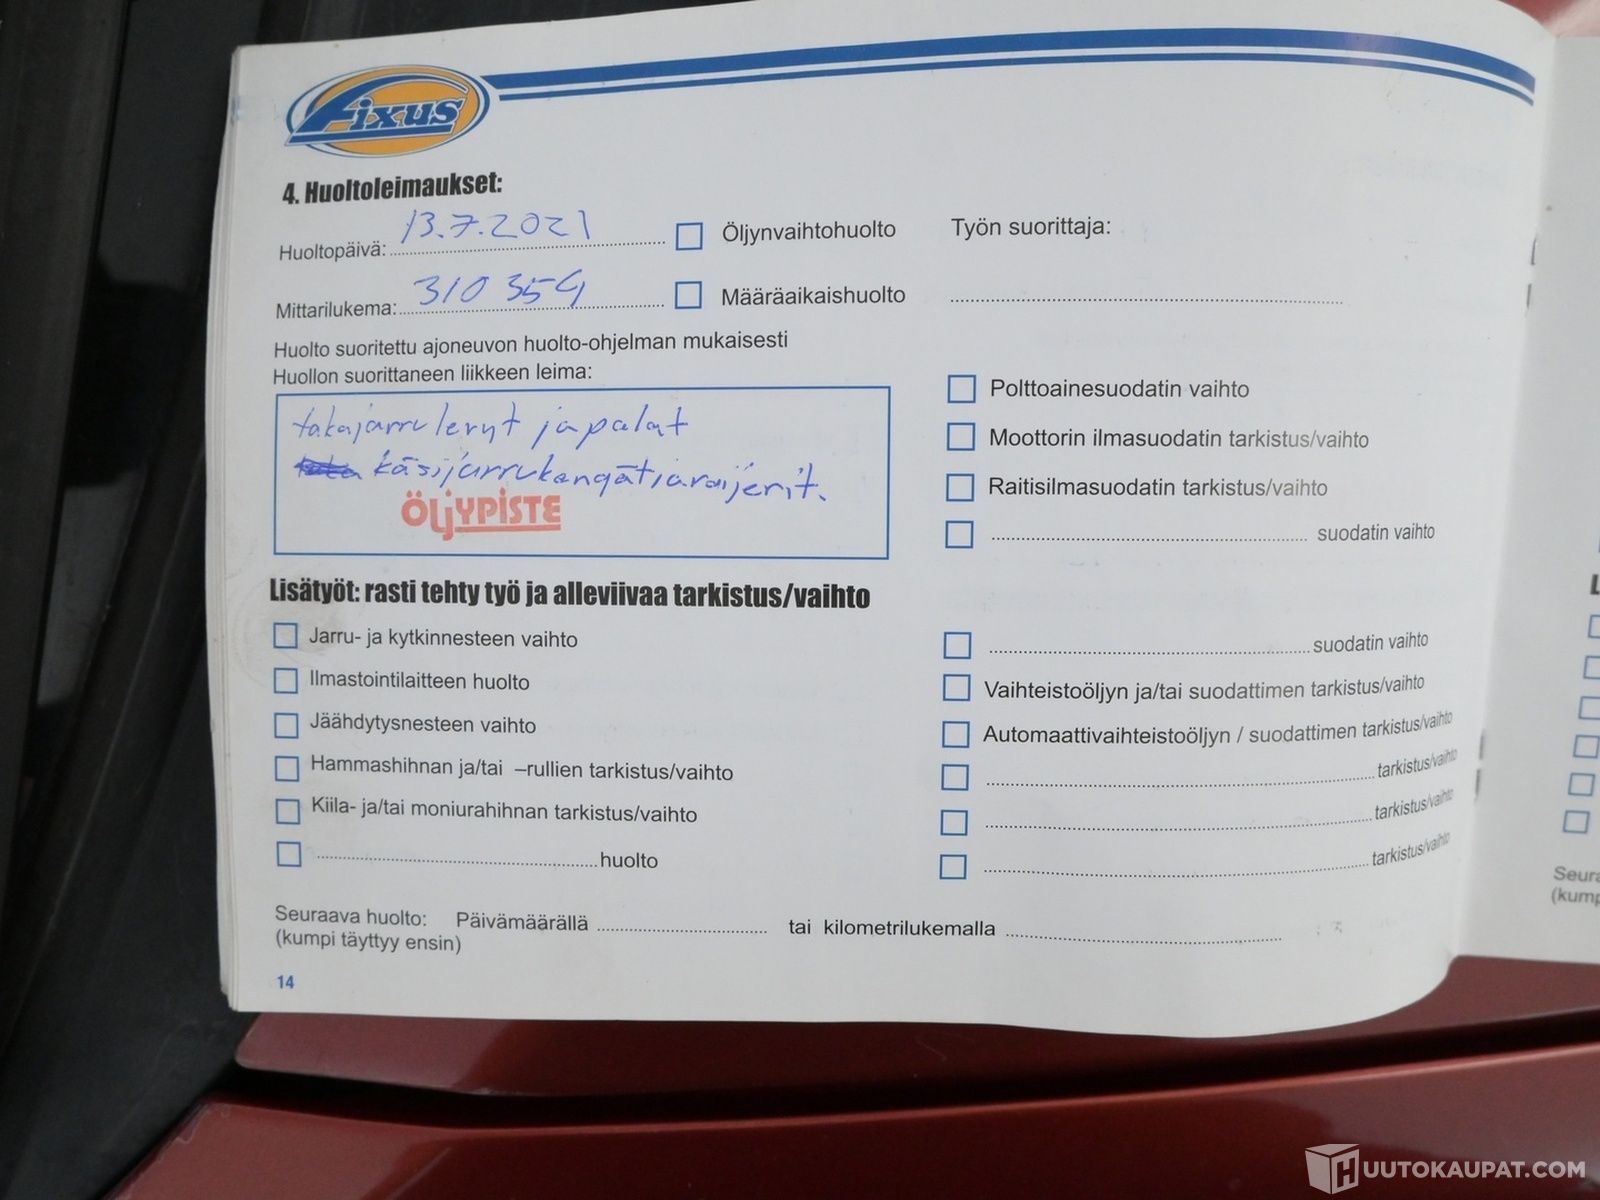 Fixus
4. Huoltoleimaukset:
Huoltopäivä: 13.7.2021
Öljynvaihtohuolto
Työn suorittaja:
Mittarilukema: 310 354
Määräaikaishuolto
Huolto suoritettu ajoneuvon huolto-ohjelman mukaisesti
Huollon suorittaneen liikkeen leima:
takajarrulevyt ja palat
käsijarrukengät, ja vaijerit.
ÖLJYPISTE
Polttoainesuodatin vaihto
Moottorin ilmasuodatin tarkistus/vaihto
Raitisilmasuodatin tarkistus/vaihto
suodatin vaihto
Lisätyöt: rasti tehty työ ja alleviivaa tarkistus/vaihto
Jarru- ja kytkinnesteen vaihto
Ilmastointilaitteen huolto
Jäähdytysnesteen vaihto
Hammashihnan ja/tai –rullien tarkistus/vaihto
Kiila- ja/tai moniurahihnan tarkistus/vaihto
huolto
suodatin vaihto
Vaihteistoöljyn ja/tai suodattimen tarkistus/vaihto
Automaattivaihteistoöljyn / suodattimen tarkistus/vaihto
tarkistus/vaihto
tarkistus/vaihto
tarkistus/vaihto
Seuraava huolto: Päivämäärällä tai kilometrilukemalla
(kumpi täyttyy ensin)
14
HUUTOKAUPAT.COM